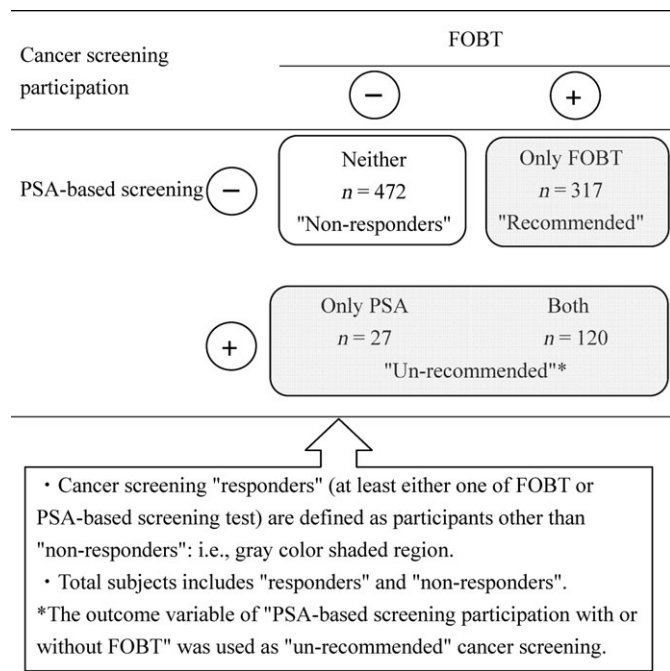 FOBT
Cancer screening
participation
− +
Neither Only FOBT
PSA-based screening − n = 472 n = 317
"Non-responders" "Recommended"
Only PSA Both
+ n = 27 n = 120
"Un-recommended"*
・Cancer screening "responders" (at least either one of FOBT or
PSA-based screening test) are defined as participants other than
"non-responders": i.e., gray color shaded region.
・Total subjects includes "responders" and "non-responders".
*The outcome variable of "PSA-based screening participation with or
without FOBT" was used as "un-recommended" cancer screening.